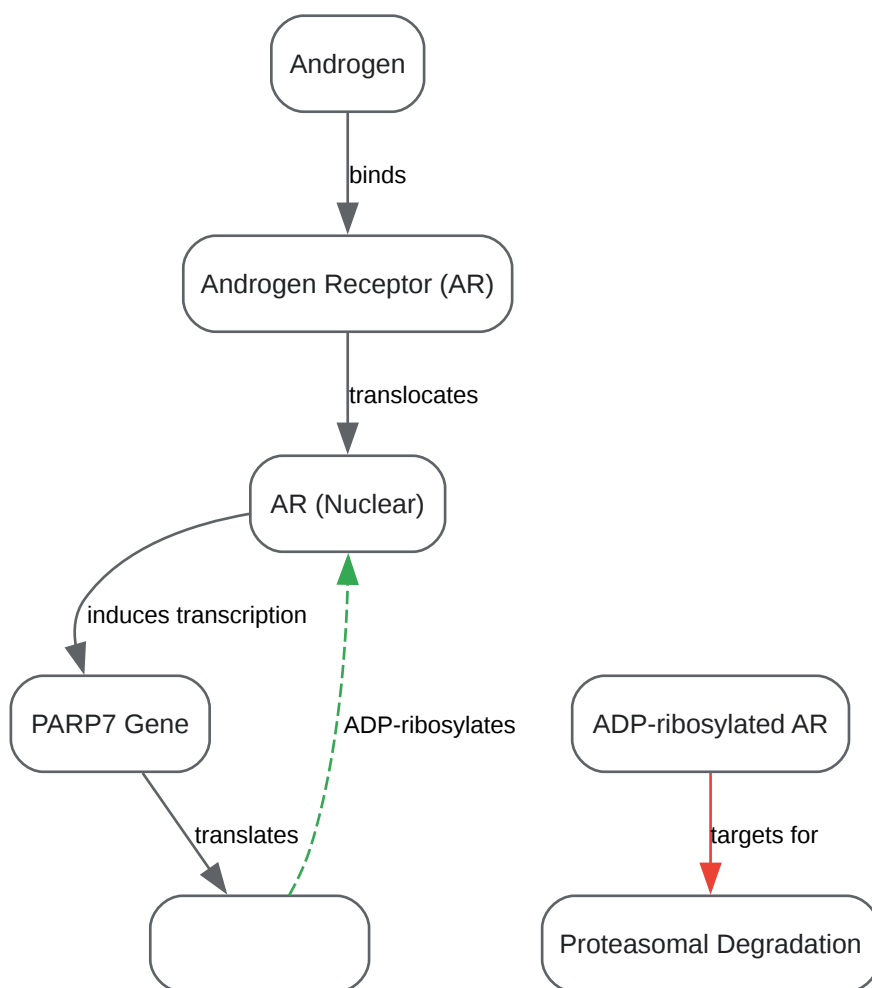 Androgen
binds
Androgen Receptor (AR)
translocates
AR (Nuclear)
induces transcription
PARP7 Gene
ADP-ribosylates
ADP-ribosylated AR
translates
targets for
Proteasomal Degradation